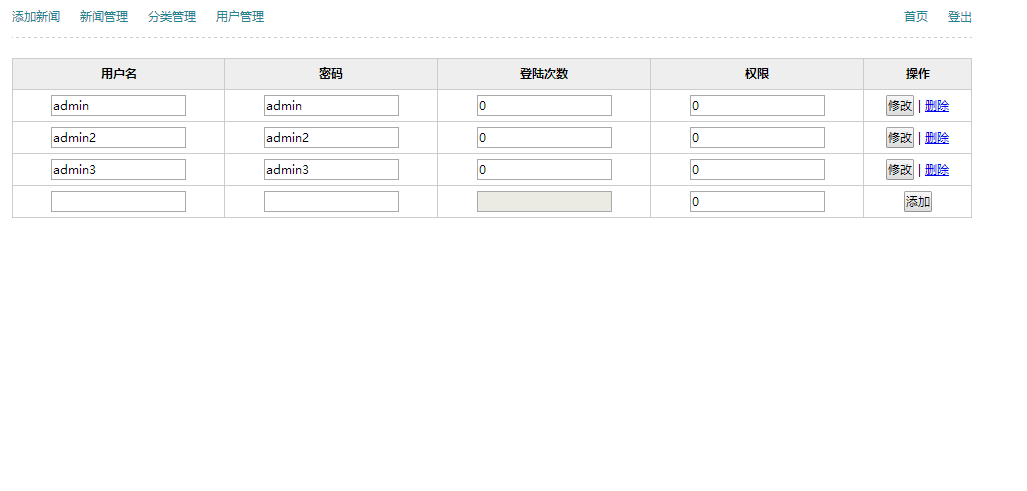 添加新闻 新闻管理 分类管理 用户管理 首页 登出
用户名 密码 登陆次数 权限 操作
admin admin 0 0 修改 | 删除
admin2 admin2 0 0 修改 | 删除
admin3 admin3 0 0 修改 | 删除
0 添加